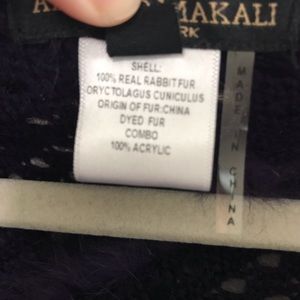 MAKALI
RK
SHELL:
100% REAL RABBIT FUR
ORYCTOLAGUS CUNICULUS
ORIGIN OF FUR:CHINA
DYED FUR
COMBO
100% ACRYLIC
MADE IN CHINA